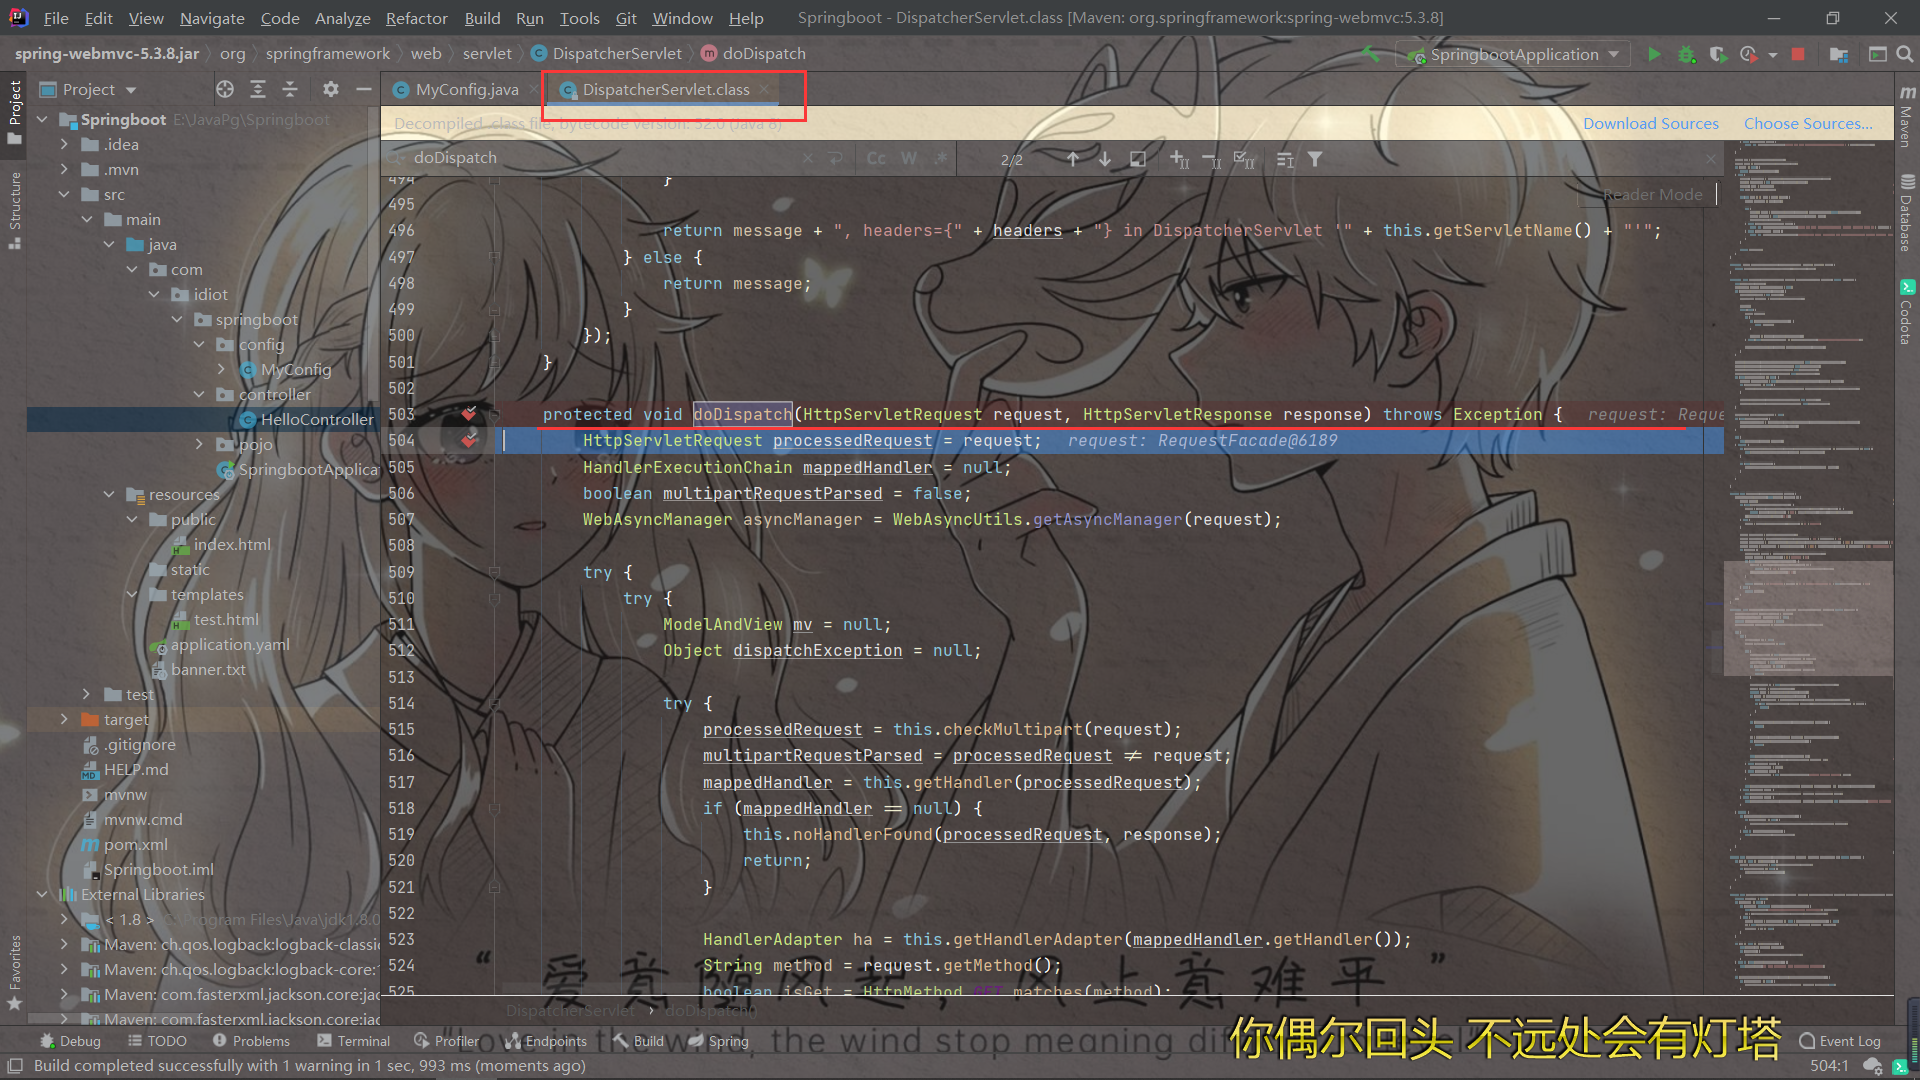 File Edit View Navigate Code Analyze Refactor Build Run Tools Git Window Help Springboot - DispatcherServlet.class [Maven: org.springframework:spring-webmvc:5.3.8]
spring-webmvc-5.3.8.jar org springframework web servlet DispatcherServlet doDispatch SpringbootApplication
Project MyConfig.java DispatcherServlet.class
Decompiled .class file, bytecode version: 52.0 (Java 8) Download Sources Choose Sources...
doDispatch Cc W .* 2/2
Reader Mode
Project
Structure
Favorites
Maven
Database
Codota
Springboot E:\JavaPg\Springboot
.idea
.mvn
src
main
java
com
idiot
springboot
config
MyConfig
controller
HelloController
pojo
SpringbootApplica
resources
public
index.html
static
templates
test.html
application.yaml
banner.txt
test
target
.gitignore
HELP.md
mvnw
mvnw.cmd
pom.xml
Springboot.iml
External Libraries
< 1.8 > C:\Program Files\Java\jdk1.8.0
Maven: ch.qos.logback:logback-classic
Maven: ch.qos.logback:logback-core:
Maven: com.fasterxml.jackson.core:jac
Maven: com.fasterxml.jackson.core:jac
494 }
495
496 return message + ", headers={" + headers + "} in DispatcherServlet '" + this.getServletName() + "'";
497 } else {
498 return message;
499 }
500 });
501 }
502
503 protected void doDispatch(HttpServletRequest request, HttpServletResponse response) throws Exception { request: Reque
504 HttpServletRequest processedRequest = request; request: RequestFacade@6189
505 HandlerExecutionChain mappedHandler = null;
506 boolean multipartRequestParsed = false;
507 WebAsyncManager asyncManager = WebAsyncUtils.getAsyncManager(request);
508
509 try {
510 try {
511 ModelAndView mv = null;
512 Object dispatchException = null;
513
514 try {
515 processedRequest = this.checkMultipart(request);
516 multipartRequestParsed = processedRequest != request;
517 mappedHandler = this.getHandler(processedRequest);
518 if (mappedHandler == null) {
519 this.noHandlerFound(processedRequest, response);
520 return;
521 }
522
523 HandlerAdapter ha = this.getHandlerAdapter(mappedHandler.getHandler());
524 String method = request.getMethod();
525 boolean isGet = HttpMethod.GET.matches(method);
“爱意随风起,风止意难平”
DispatcherServlet › doDispatch()
"Love in the wind, the wind stop meaning
你偶尔回头 不远处会有灯塔
Debug TODO Problems Terminal Profiler Endpoints Build Spring Event Log
Build completed successfully with 1 warning in 1 sec, 993 ms (moments ago) 504:1